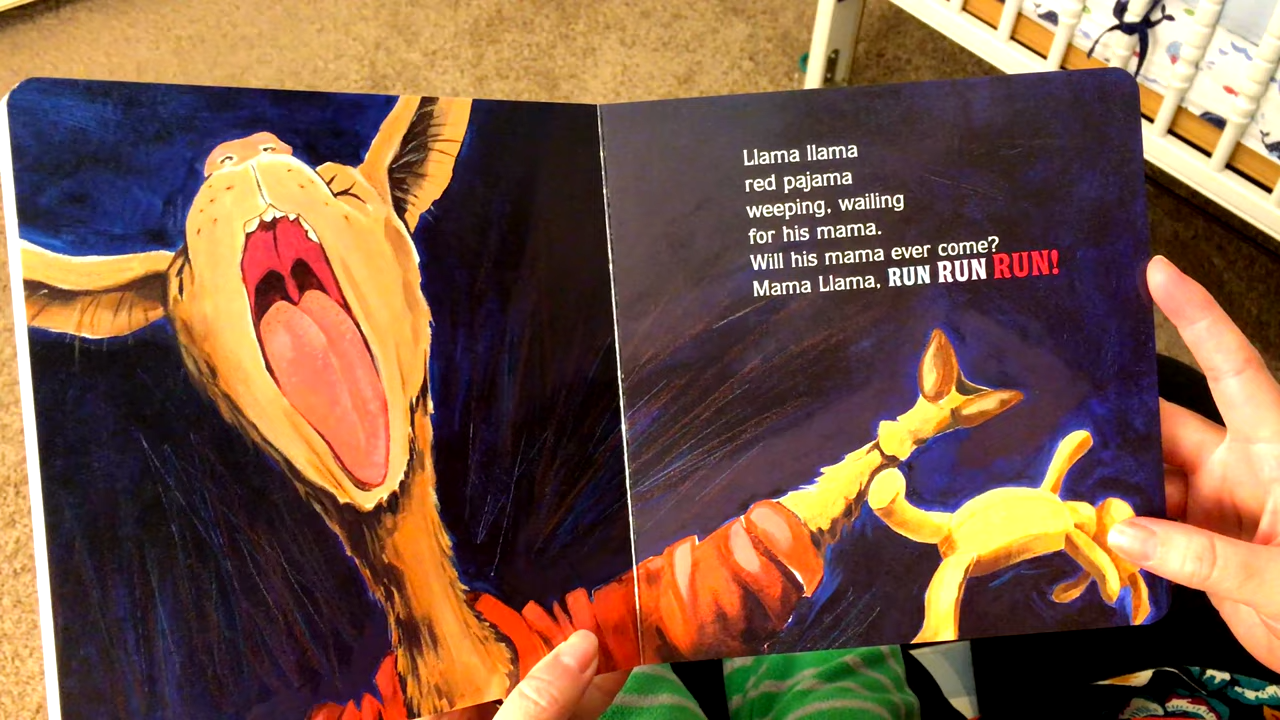 Llama llama
red pajama
weeping, wailing
for his mama.
Will his mama ever come?
Mama Llama, RUN RUN RUN!